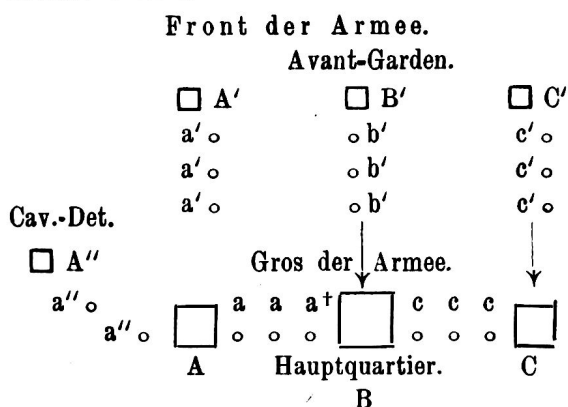 Front der Armee.
Avant-Garden.
A′ B′ C′
a′ b′ c′
a′ b′ c′
a′ b′ c′
Cav.-Det.
A″ Gros der Armee.
a″ a a a† c c c
a″
A Hauptquartier. C
B